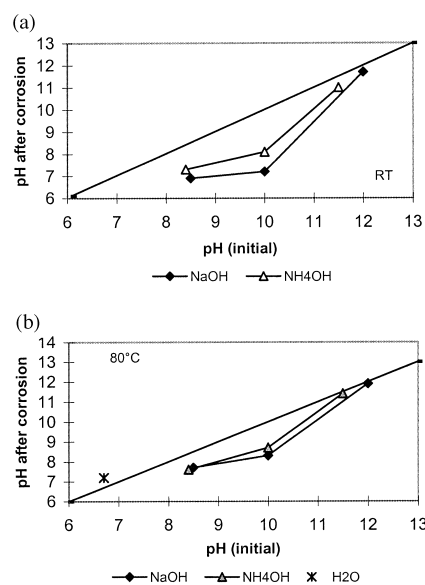 (a)
13
12
11
10
9
8
7
6
pH after corrosion
RT
6 7 8 9 10 11 12 13
pH (initial)
NaOH NH4OH
(b)
14
13
12
11
10
9
8
7
6
pH after corrosion
80°C
6 7 8 9 10 11 12 13
pH (initial)
NaOH NH4OH H2O